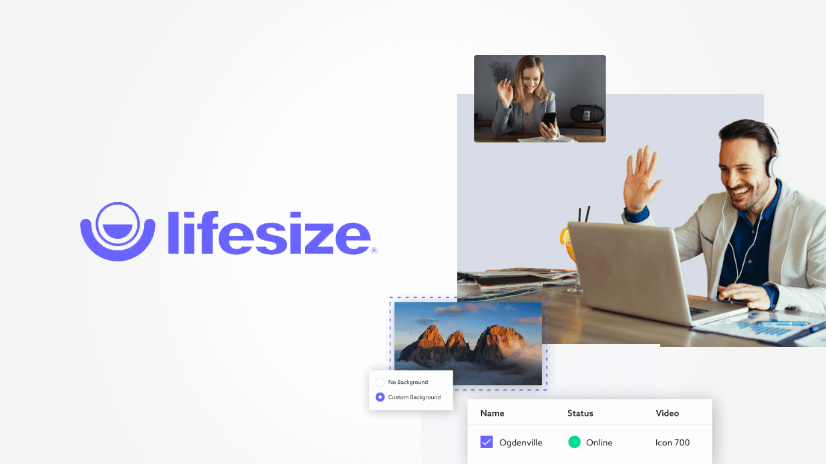 lifesize®
No Background
Custom Background
Name Status Video
Ogdenville Online Icon 700